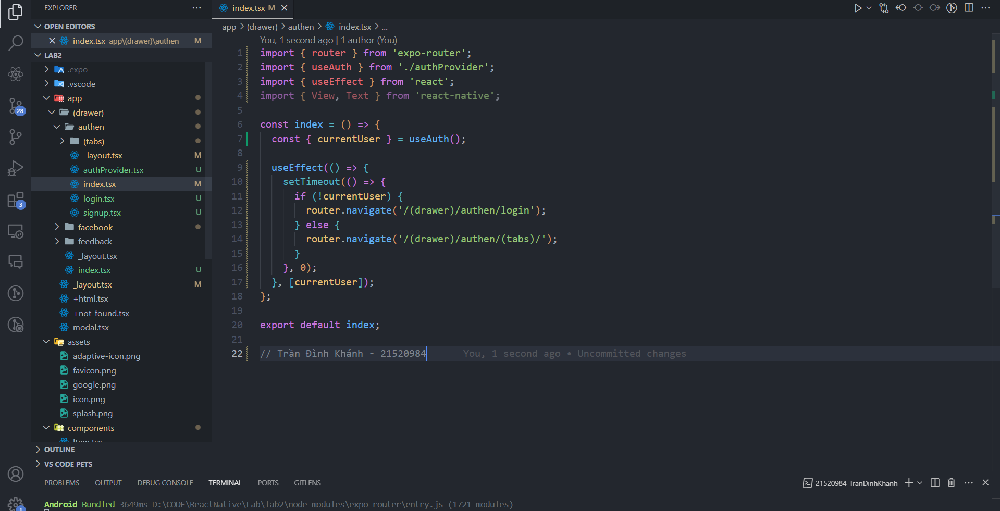 EXPLORER
index.tsx M
OPEN EDITORS
index.tsx app\(drawer)\authen M
LAB2
.expo
.vscode
app
(drawer)
authen
(tabs)
_layout.tsx M
authProvider.tsx U
index.tsx M
login.tsx U
signup.tsx U
facebook
feedback
_layout.tsx
index.tsx U
_layout.tsx M
+html.tsx
+not-found.tsx
modal.tsx
assets
adaptive-icon.png
favicon.png
google.png
icon.png
splash.png
components
Item.tsx
OUTLINE
VS CODE PETS
28
3
1
app > (drawer) > authen > index.tsx > ...
You, 1 second ago | 1 author (You)
1 import { router } from 'expo-router';
2 import { useAuth } from './authProvider';
3 import { useEffect } from 'react';
4 import { View, Text } from 'react-native';
5
6 const index = () => {
7 const { currentUser } = useAuth();
8
9 useEffect(() => {
10 setTimeout(() => {
11 if (!currentUser) {
12 router.navigate('/(drawer)/authen/login');
13 } else {
14 router.navigate('/(drawer)/authen/(tabs)/');
15 }
16 }, 0);
17 }, [currentUser]);
18 };
19
20 export default index;
21
22 // Trần Đình Khánh - 21520984 You, 1 second ago • Uncommitted changes
PROBLEMS OUTPUT DEBUG CONSOLE TERMINAL PORTS GITLENS
21520984_TranDinhKhanh
Android Bundled 3649ms D:\CODE\ReactNative\Lab\lab2\node_modules\expo-router\entry.js (1721 modules)